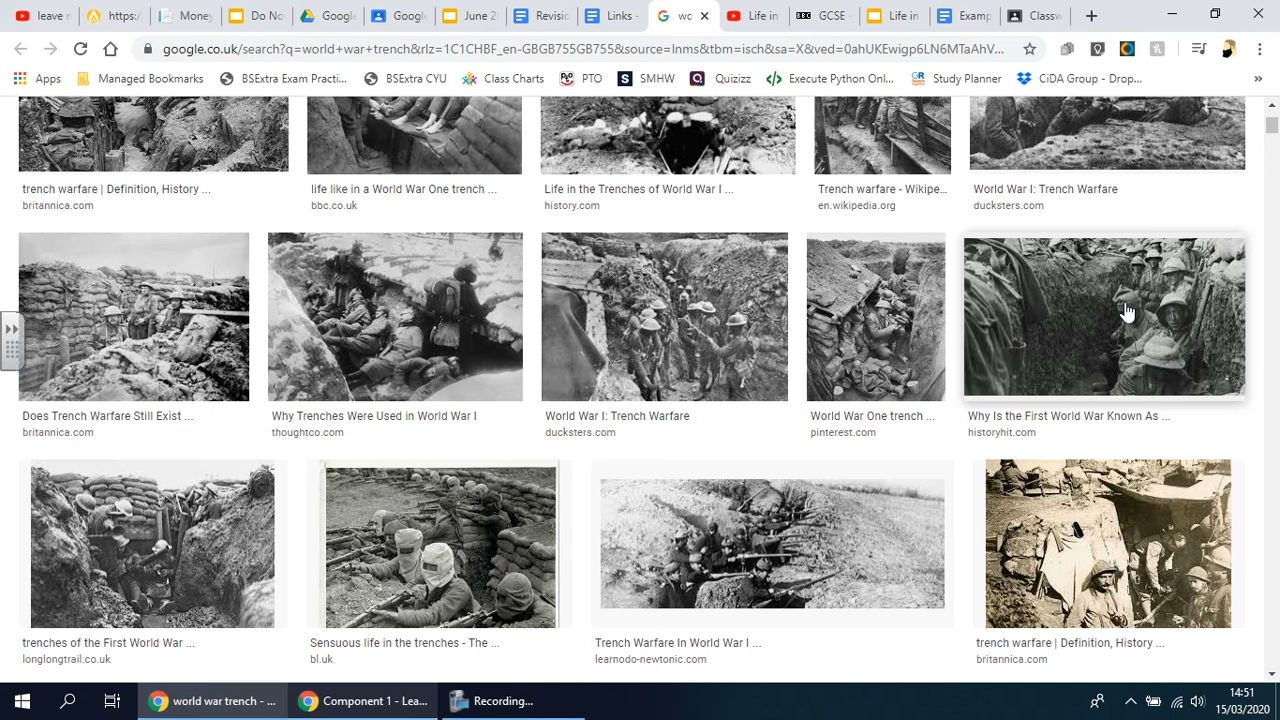 leave r
https:/
Money
Do No
Google
Google
June 2
Revisio
Links -
wo
Life in
GCSE -
Life in
Examp
Classw
google.co.uk/search?q=world+war+trench&rlz=1C1CHBF_en-GBGB755GB755&source=lnms&tbm=isch&sa=X&ved=0ahUKEwigp6LN6MTaAhV...
Apps
Managed Bookmarks
BSExtra Exam Practi...
BSExtra CYU
Class Charts
PTO
SMHW
Quizizz
Execute Python Onl...
Study Planner
CiDA Group - Drop...
»
trench warfare | Definition, History ...
britannica.com
life like in a World War One trench ...
bbc.co.uk
Life in the Trenches of World War I ...
history.com
Trench warfare - Wikipe...
en.wikipedia.org
World War I: Trench Warfare
ducksters.com
Does Trench Warfare Still Exist ...
britannica.com
Why Trenches Were Used in World War I
thoughtco.com
World War I: Trench Warfare
ducksters.com
World War One trench ...
pinterest.com
Why Is the First World War Known As ...
historyhit.com
trenches of the First World War ...
longlongtrail.co.uk
Sensuous life in the trenches - The ...
bl.uk
Trench Warfare In World War I ...
learnodo-newtonic.com
trench warfare | Definition, History ...
britannica.com
world war trench - ...
Component 1 - Lea...
Recording...
14:51
15/03/2020